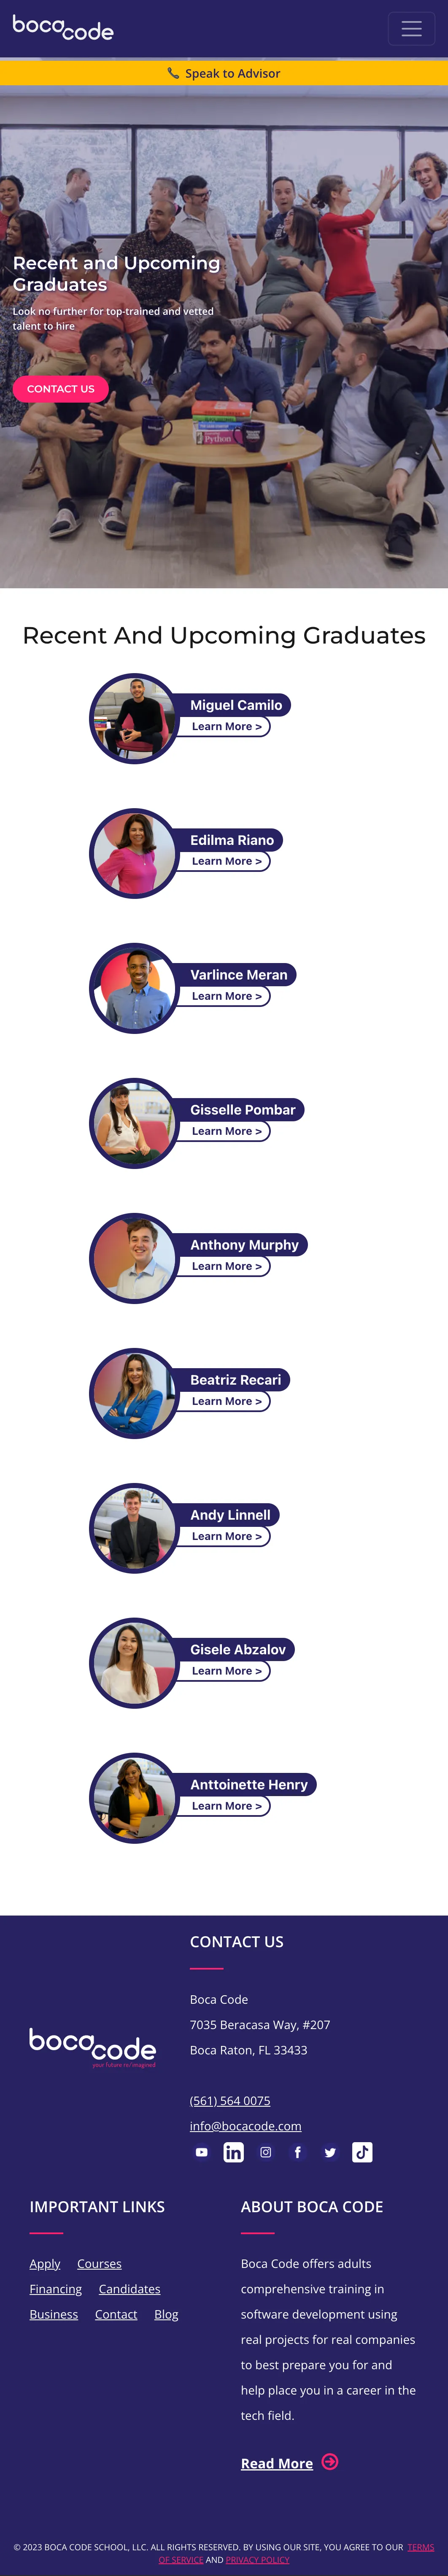 boca code
Speak to Advisor
Recent and Upcoming
Graduates
Look no further for top-trained and vetted
talent to hire
Python
CONTACT US
Recent And Upcoming Graduates
Miguel Camilo
Learn More >
Edilma Riano
Learn More >
Varlince Meran
Learn More >
Gisselle Pombar
Learn More >
Anthony Murphy
Learn More >
Beatriz Recari
Learn More >
Andy Linnell
Learn More >
Gisele Abzalov
Learn More >
Anttoinette Henry
Learn More >
CONTACT US
Boca Code
7035 Beracasa Way, #207
Boca Raton, FL 33433
boca code
your future re/imagined
(561) 564 0075
info@bocacode.com
IMPORTANT LINKS
Apply Courses
Financing Candidates
Business Contact Blog
ABOUT BOCA CODE
Boca Code offers adults
comprehensive training in
software development using
real projects for real companies
to best prepare you for and
help place you in a career in the
tech field.
Read More
© 2023 BOCA CODE SCHOOL, LLC. ALL RIGHTS RESERVED. BY USING OUR SITE, YOU AGREE TO OUR TERMS
OF SERVICE AND PRIVACY POLICY